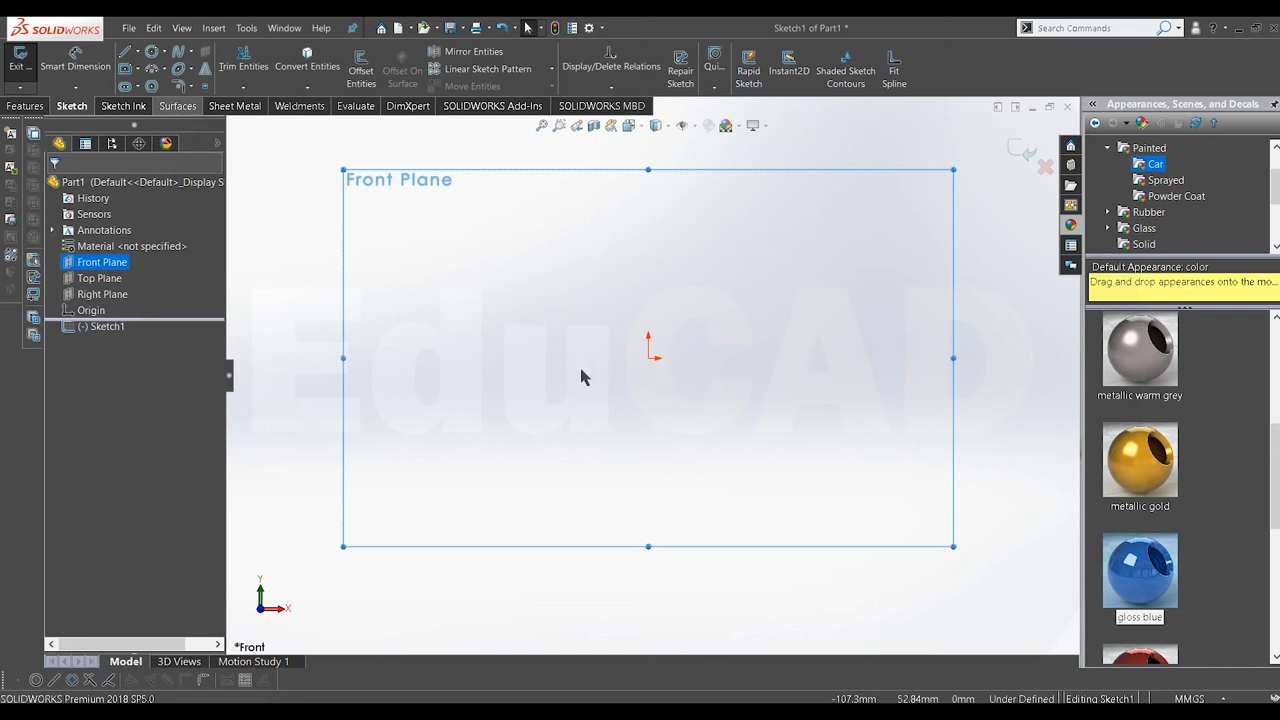 SOLIDWORKS
File
Edit
View
Insert
Tools
Window
Help
Sketch1 of Part1 *
Search Commands
Exit ...
Smart Dimension
Trim Entities
Convert Entities
Offset Entities
Offset On Surface
Mirror Entities
Linear Sketch Pattern
Move Entities
Display/Delete Relations
Repair Sketch
Qui...
Rapid Sketch
Instant2D
Shaded Sketch Contours
Fit Spline
Features
Sketch
Sketch Ink
Surfaces
Sheet Metal
Weldments
Evaluate
DimXpert
SOLIDWORKS Add-Ins
SOLIDWORKS MBD
Appearances, Scenes, and Decals
Part1 (Default<<Default>_Display S
History
Sensors
Annotations
Material <not specified>
Front Plane
Top Plane
Right Plane
Origin
(-) Sketch1
Front Plane
EduCAD
Y
X
*Front
Painted
Car
Sprayed
Powder Coat
Rubber
Glass
Solid
Default Appearance: color
Drag and drop appearances onto the mo...
metallic warm grey
metallic gold
gloss blue
Model
3D Views
Motion Study 1
SOLIDWORKS Premium 2018 SP5.0
-107.3mm
52.84mm
0mm
Under Defined
Editing Sketch1
MMGS